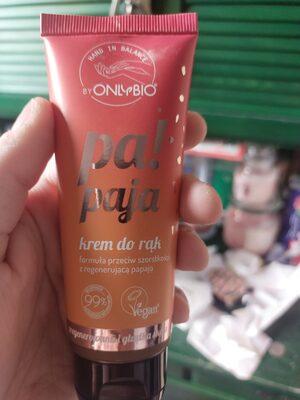 HAND IN BALANCE
BY ONLYBIO
pa!
paja
krem do rąk
formuła przeciw szorstkości
z regenerującą papają
99%
Vegan